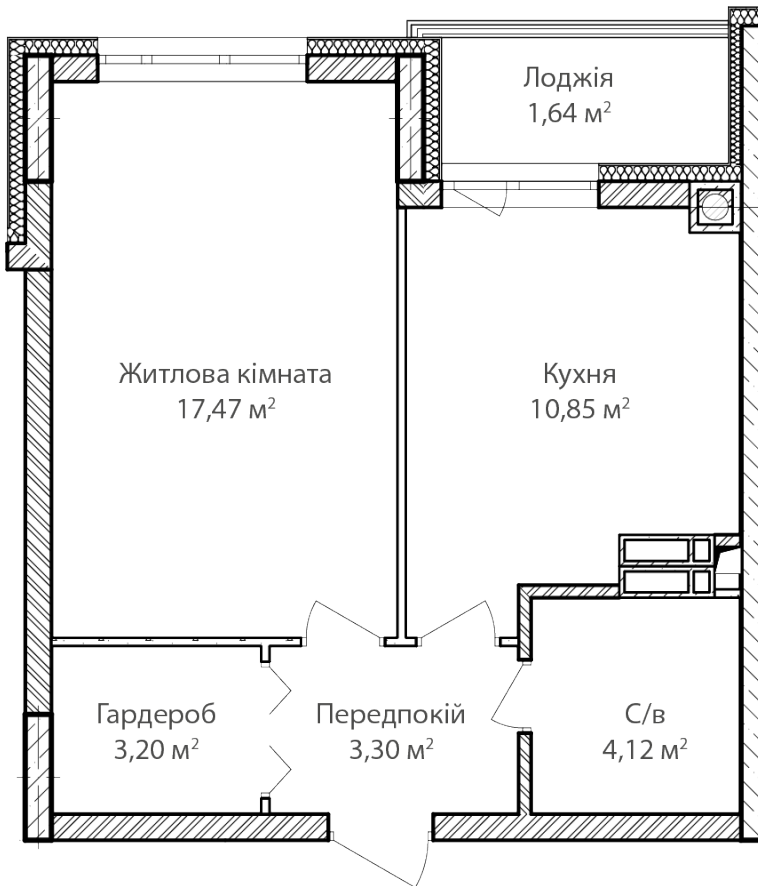 Лоджія
1,64 м²
Житлова кімната
17,47 м²
Кухня
10,85 м²
Гардероб
3,20 м²
Передпокій
3,30 м²
С/в
4,12 м²